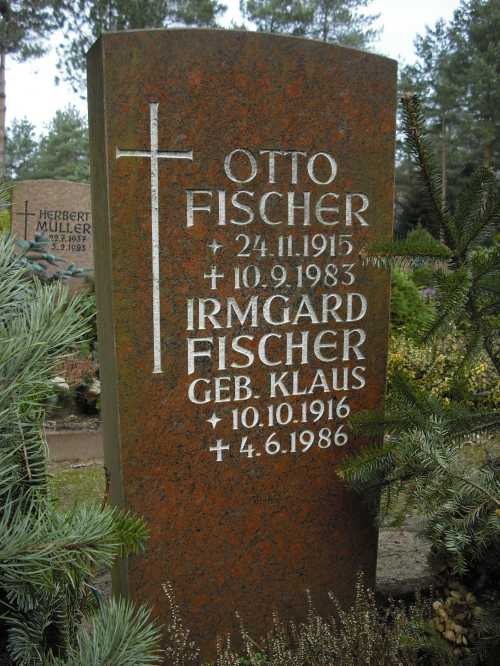 OTTO
FISCHER
24.11.1915
10.9.1983
IRMGARD
FISCHER
GEB. KLAUS
10.10.1916
4.6.1986
HERBERT
MÜLLER